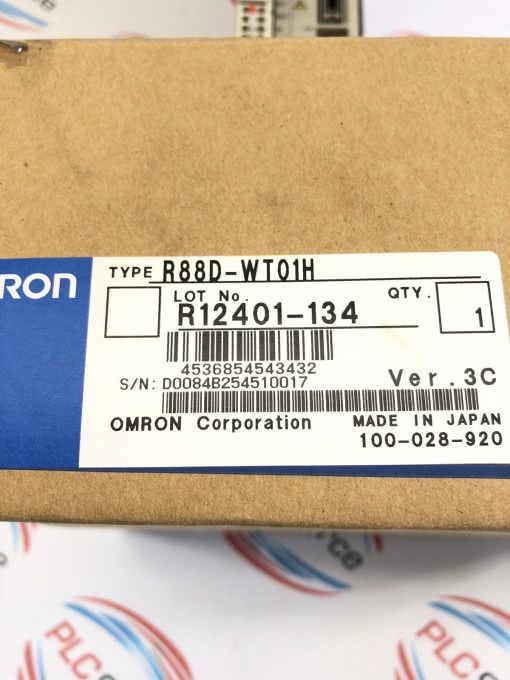 RON
TYPE R88D-WT01H
LOT No. QTY.
R12401-134 1
4536854543432
S/N: D0084B254510017 Ver.3C
OMRON Corporation MADE IN JAPAN
100-028-920
PLC
PLC